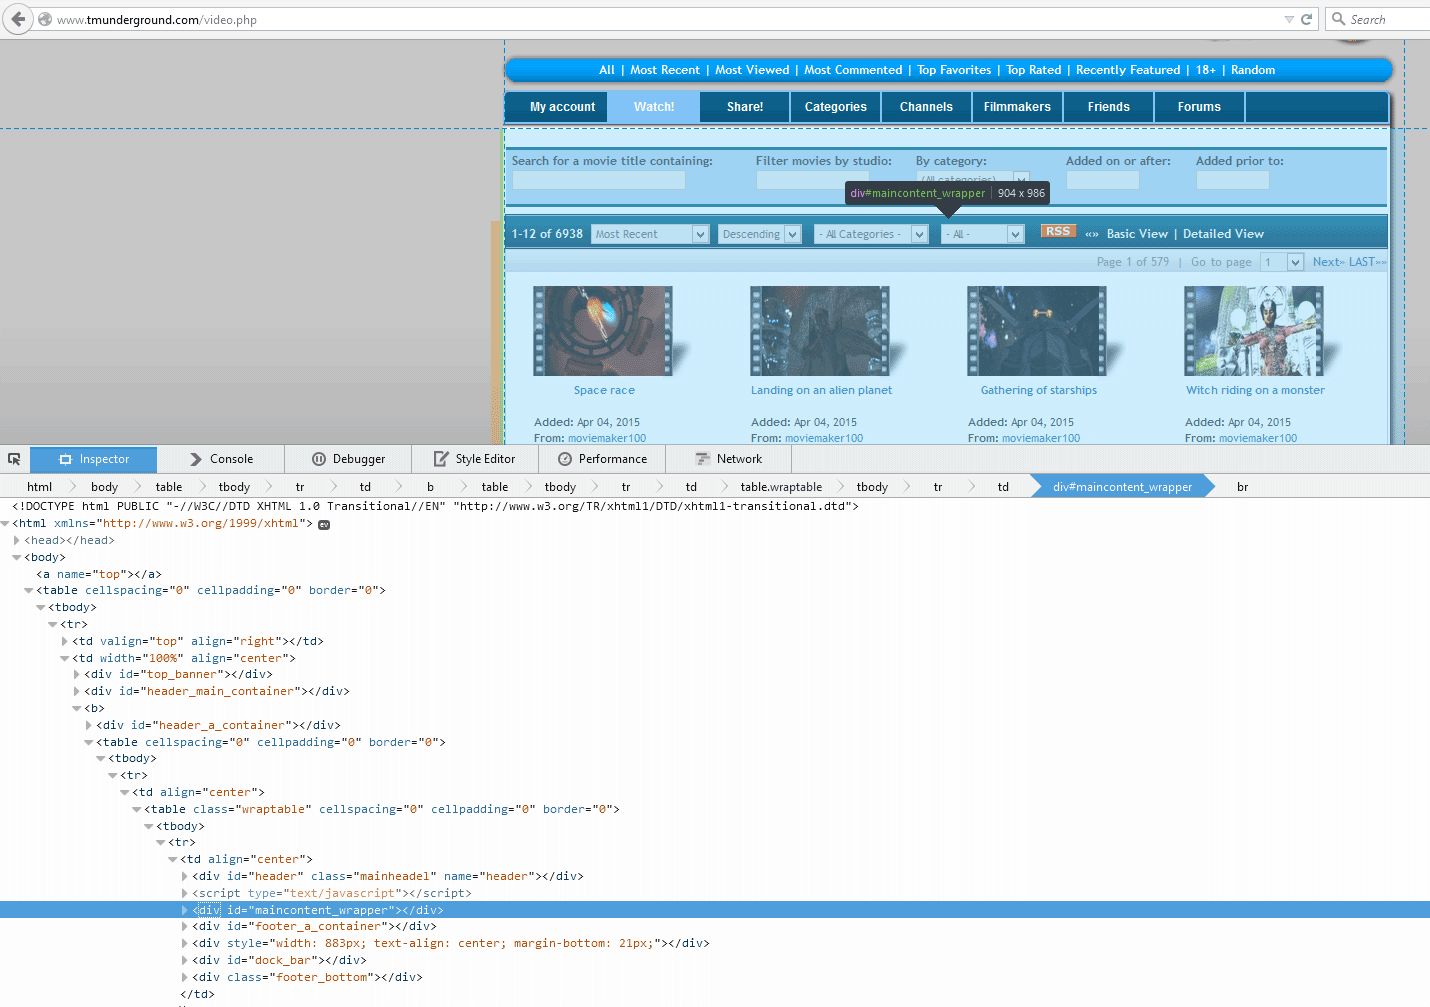 www.tmunderground.com/video.php
Search
All | Most Recent | Most Viewed | Most Commented | Top Favorites | Top Rated | Recently Featured | 18+ | Random
My account Watch! Share! Categories Channels Filmmakers Friends Forums
Search for a movie title containing: Filter movies by studio: By category: Added on or after: Added prior to:
(All categories)
div#maincontent_wrapper | 904 x 986
1-12 of 6938 Most Recent Descending - All Categories - - All - RSS «» Basic View | Detailed View
Page 1 of 579 | Go to page 1 Next» LAST»»
Space race Landing on an alien planet Gathering of starships Witch riding on a monster
Added: Apr 04, 2015 Added: Apr 04, 2015 Added: Apr 04, 2015 Added: Apr 04, 2015
From: moviemaker100 From: moviemaker100 From: moviemaker100 From: moviemaker100
Inspector Console Debugger Style Editor Performance Network
html body table tbody tr td b table tbody tr td table.wraptable tbody tr td div#maincontent_wrapper br
<!DOCTYPE html PUBLIC "-//W3C//DTD XHTML 1.0 Transitional//EN" "http://www.w3.org/TR/xhtml1/DTD/xhtml1-transitional.dtd">
<html xmlns="http://www.w3.org/1999/xhtml"> ev
<head></head>
<body>
<a name="top"></a>
<table cellspacing="0" cellpadding="0" border="0">
<tbody>
<tr>
<td valign="top" align="right"></td>
<td width="100%" align="center">
<div id="top_banner"></div>
<div id="header_main_container"></div>
<b>
<div id="header_a_container"></div>
<table cellspacing="0" cellpadding="0" border="0">
<tbody>
<tr>
<td align="center">
<table class="wraptable" cellspacing="0" cellpadding="0" border="0">
<tbody>
<tr>
<td align="center">
<div id="header" class="mainheadel" name="header"></div>
<script type="text/javascript"></script>
<div id="maincontent_wrapper"></div>
<div id="footer_a_container"></div>
<div style="width: 883px; text-align: center; margin-bottom: 21px;"></div>
<div id="dock_bar"></div>
<div class="footer_bottom"></div>
</td>